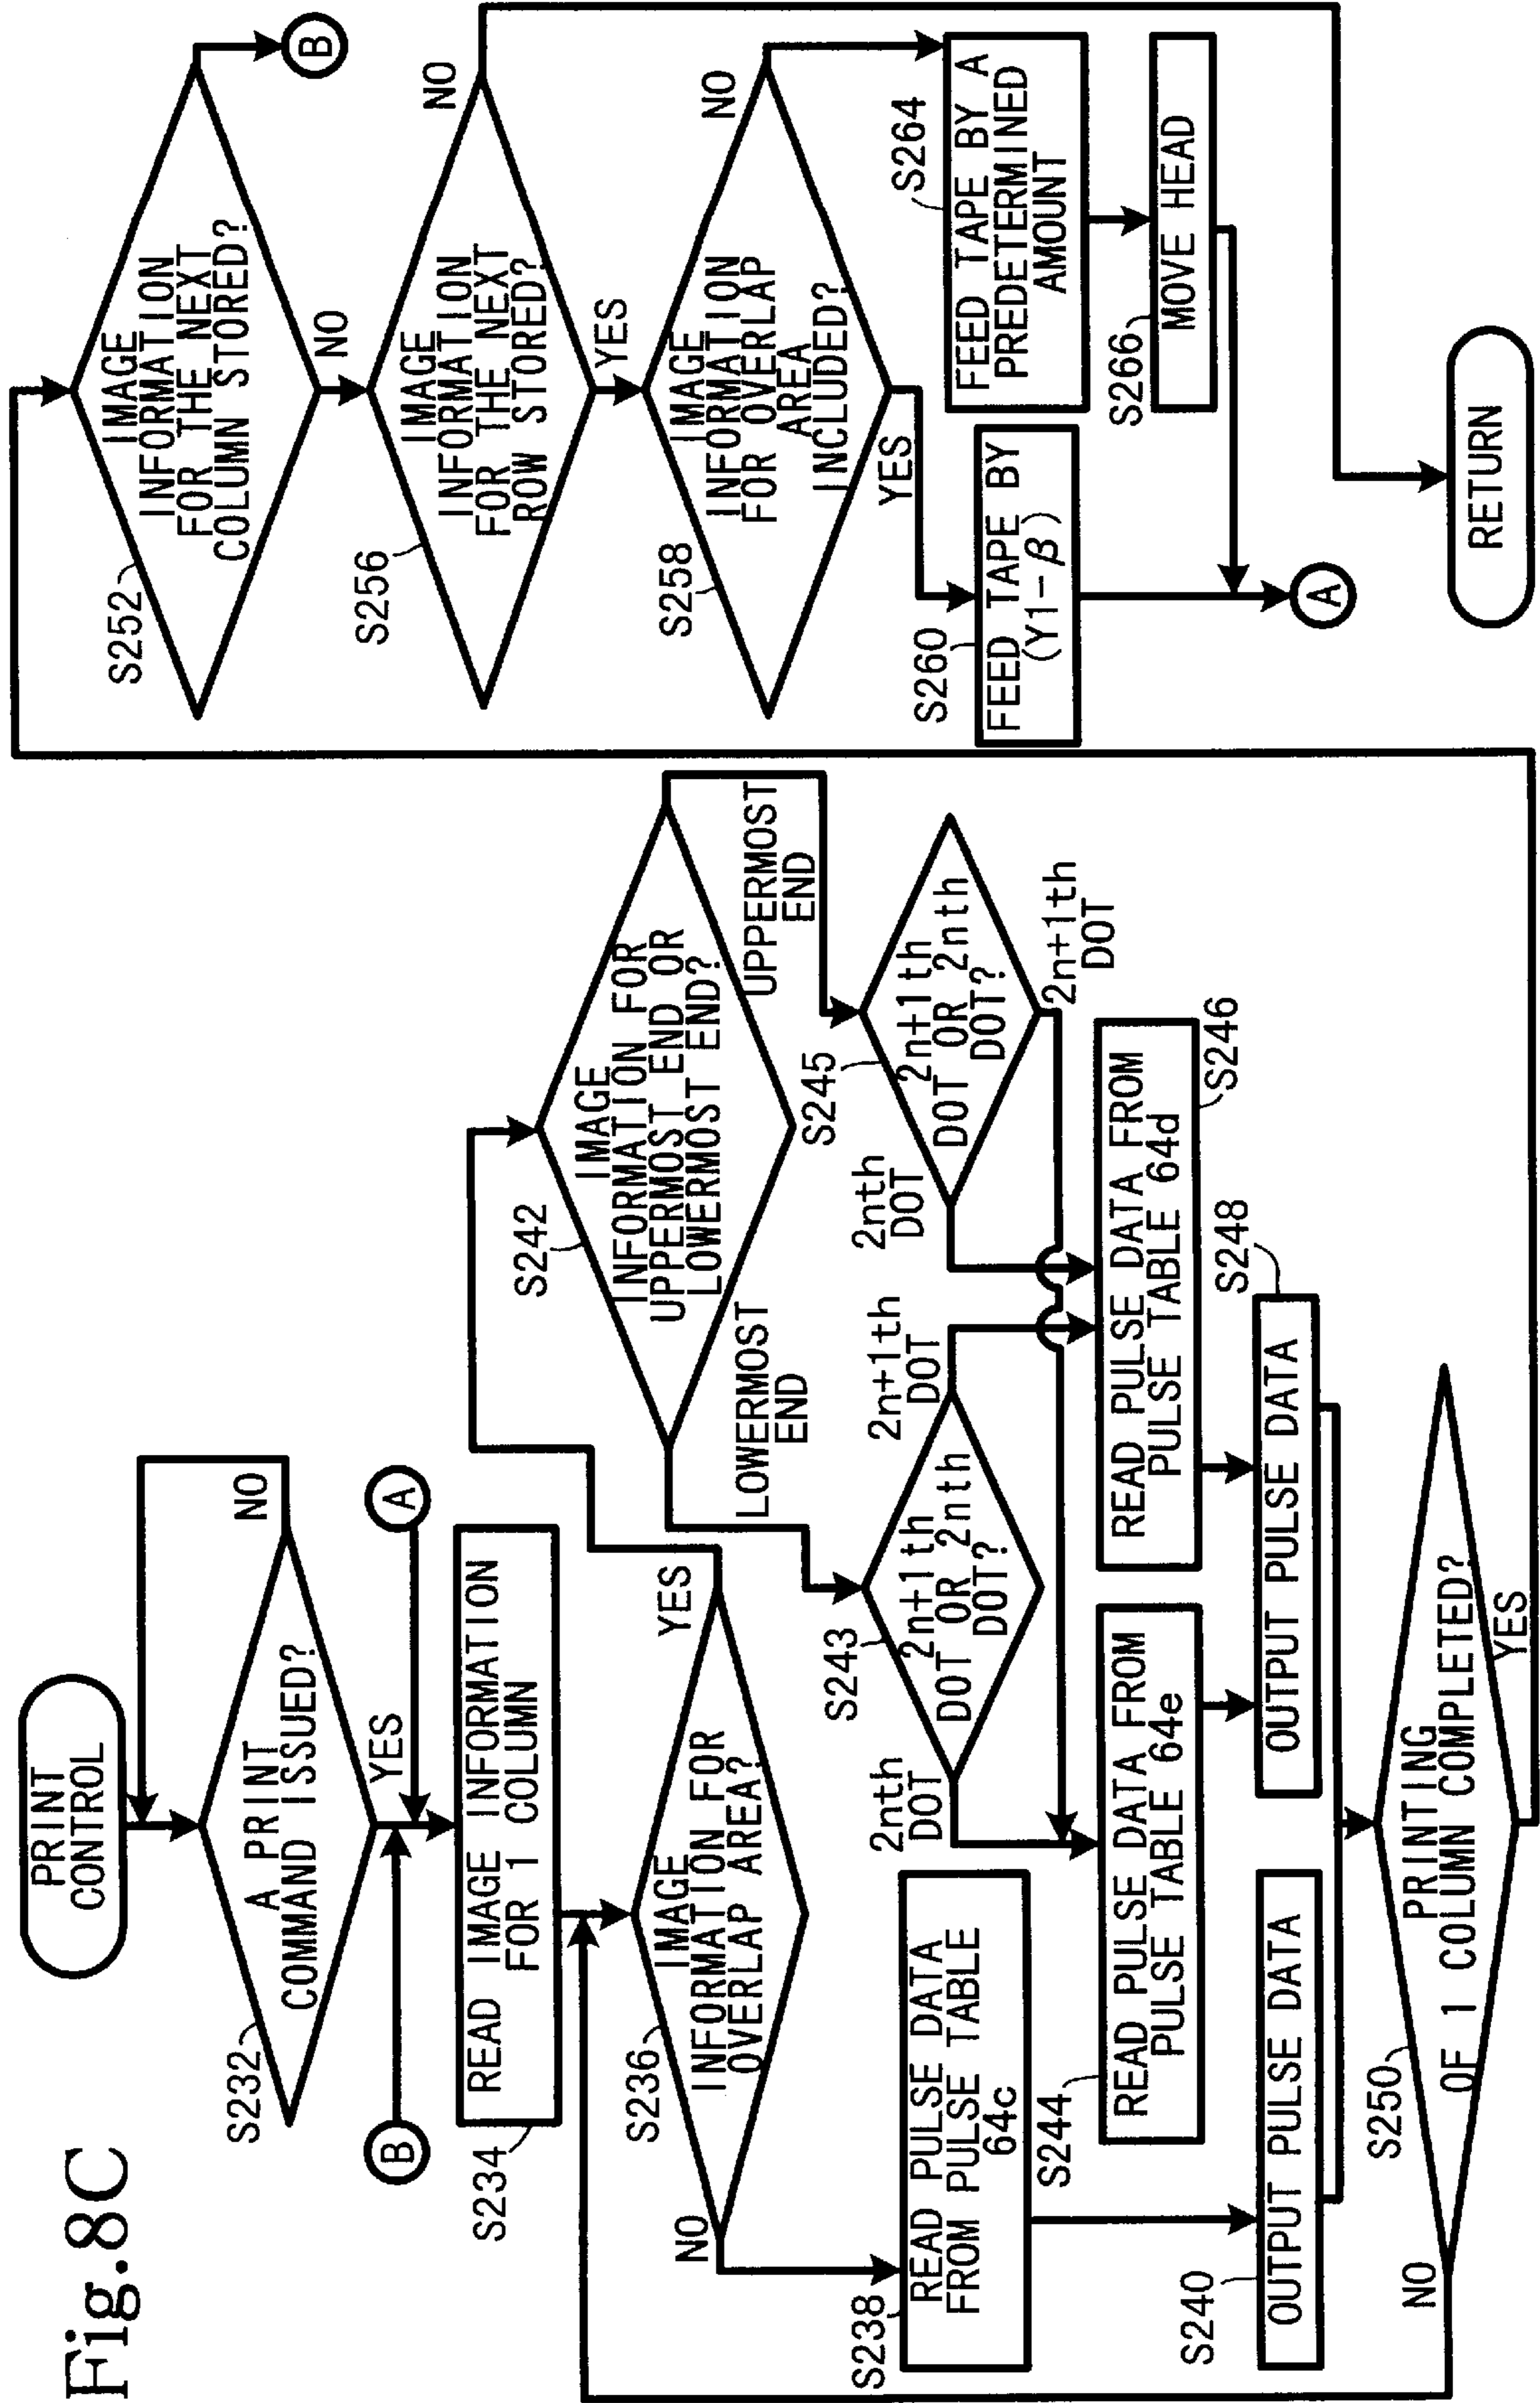 Fig.8C
PRINT
CONTROL
S232
A PRINT
COMMAND ISSUED?
NO
YES
B
A
S234
READ IMAGE INFORMATION
FOR 1 COLUMN
S236
IMAGE
INFORMATION FOR
OVERLAP AREA?
NO
YES
S238
READ PULSE DATA
FROM PULSE TABLE
64c
S240
OUTPUT PULSE DATA
S242
IMAGE
INFORMATION FOR
UPPERMOST END OR
LOWERMOST END?
LOWERMOST
END
UPPERMOST
END
S243
2n+1th
DOT OR 2nth
DOT?
2nth
DOT
2n+1th
DOT
S245
2n+1th
DOT OR 2nth
DOT?
2nth
DOT
2n+1th
DOT
S244
READ PULSE DATA FROM
PULSE TABLE 64e
READ PULSE DATA FROM
PULSE TABLE 64d
S246
S248
OUTPUT PULSE DATA
S250
PRINTING
OF 1 COLUMN COMPLETED?
NO
YES
S252
IMAGE
INFORMATION
FOR THE NEXT
COLUMN STORED?
B
NO
S256
IMAGE
INFORMATION
FOR THE NEXT
ROW STORED?
NO
YES
S258
IMAGE
INFORMATION
FOR OVERLAP
AREA
INCLUDED?
NO
YES
S260
FEED TAPE BY
(Y1-β)
S264
FEED TAPE BY A
PREDETERMINED
AMOUNT
S266
MOVE HEAD
A
RETURN